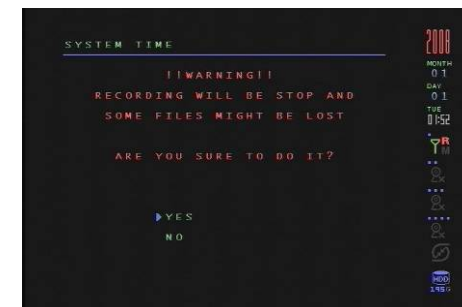 SYSTEM TIME
!!WARNING!!
RECORDING WILL BE STOP AND
SOME FILES MIGHT BE LOST
ARE YOU SURE TO DO IT?
YES
NO
2008
MONTH
01
DAY
01
TUE
01:52
R
M
HDD
195G